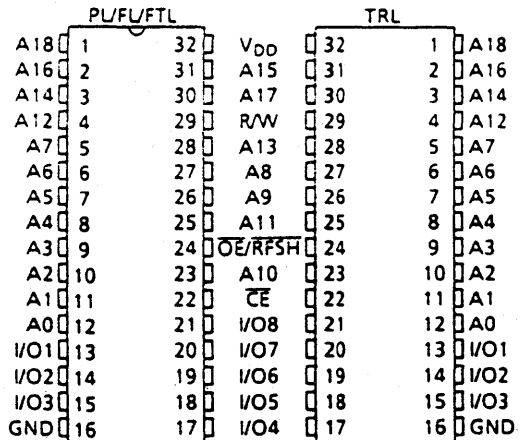 PL/FL/FTL TRL
A18 1 32 VDD 32 1 A18
A16 2 31 A15 31 2 A16
A14 3 30 A17 30 3 A14
A12 4 29 R/W 29 4 A12
A7 5 28 A13 28 5 A7
A6 6 27 A8 27 6 A6
A5 7 26 A9 26 7 A5
A4 8 25 A11 25 8 A4
A3 9 24 OE/RFSH 24 9 A3
A2 10 23 A10 23 10 A2
A1 11 22 CE 22 11 A1
A0 12 21 I/O8 21 12 A0
I/O1 13 20 I/O7 20 13 I/O1
I/O2 14 19 I/O6 19 14 I/O2
I/O3 15 18 I/O5 18 15 I/O3
GND 16 17 I/O4 17 16 GND